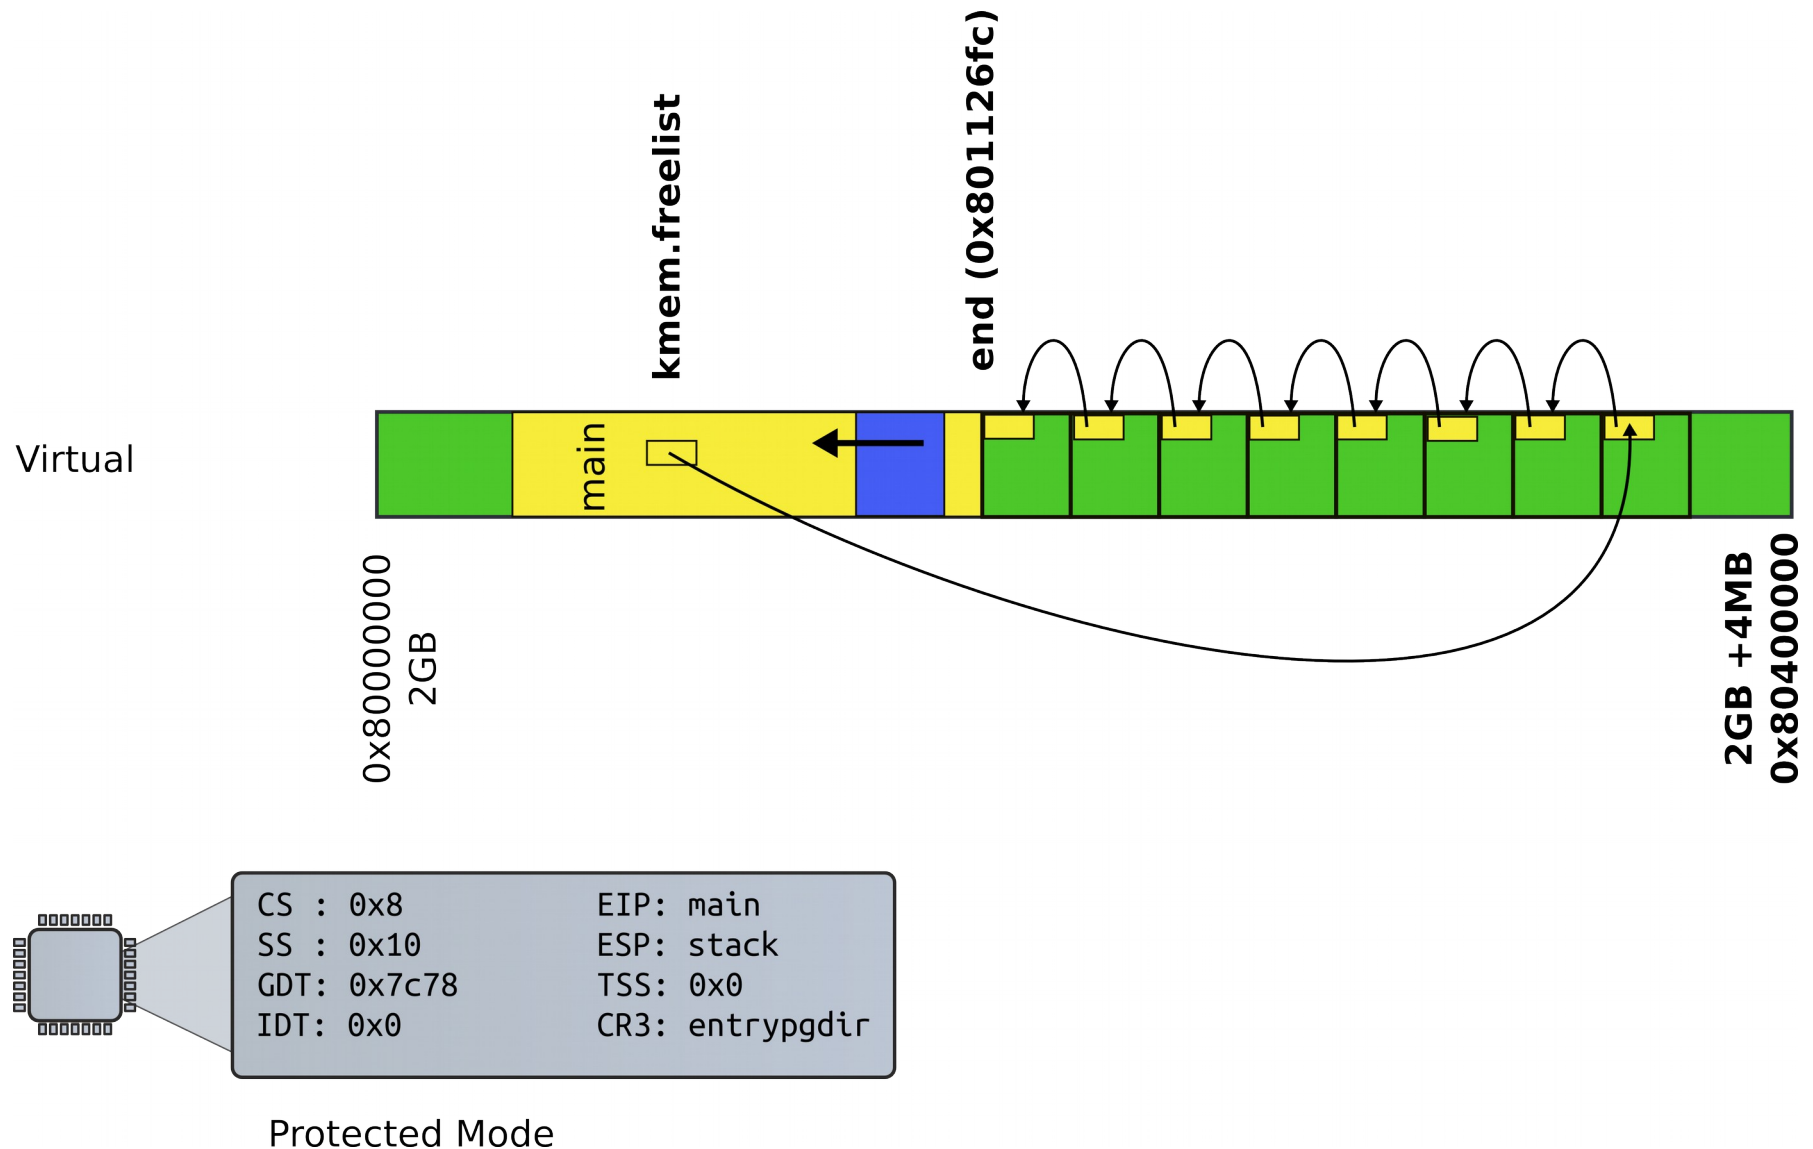 kmem.freelist
end (0x801126fc)
Virtual
main
0x80000000
2GB
2GB +4MB
0x80400000
CS : 0x8
SS : 0x10
GDT: 0x7c78
IDT: 0x0
EIP: main
ESP: stack
TSS: 0x0
CR3: entrypgdir
Protected Mode